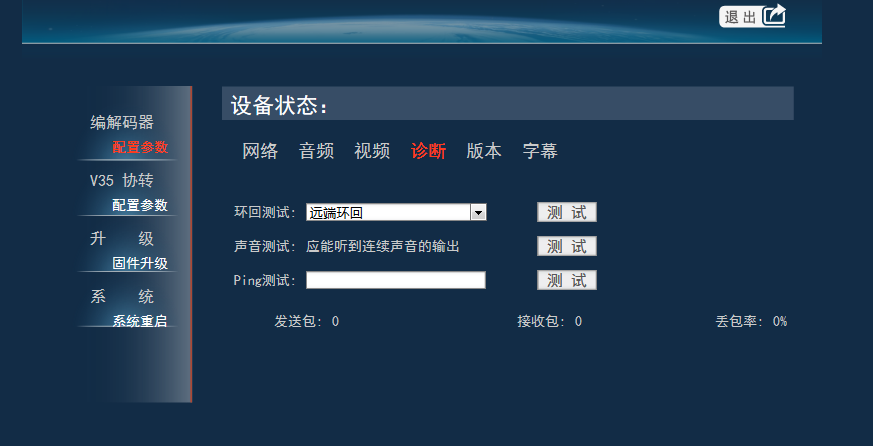 退出
设备状态：
编解码器
配置参数
V35 协转
配置参数
升 级
固件升级
系 统
系统重启
网络 音频 视频 诊断 版本 字幕
环回测试: 远端环回 测 试
声音测试: 应能听到连续声音的输出 测 试
Ping测试: 测 试
发送包: 0 接收包: 0 丢包率: 0%